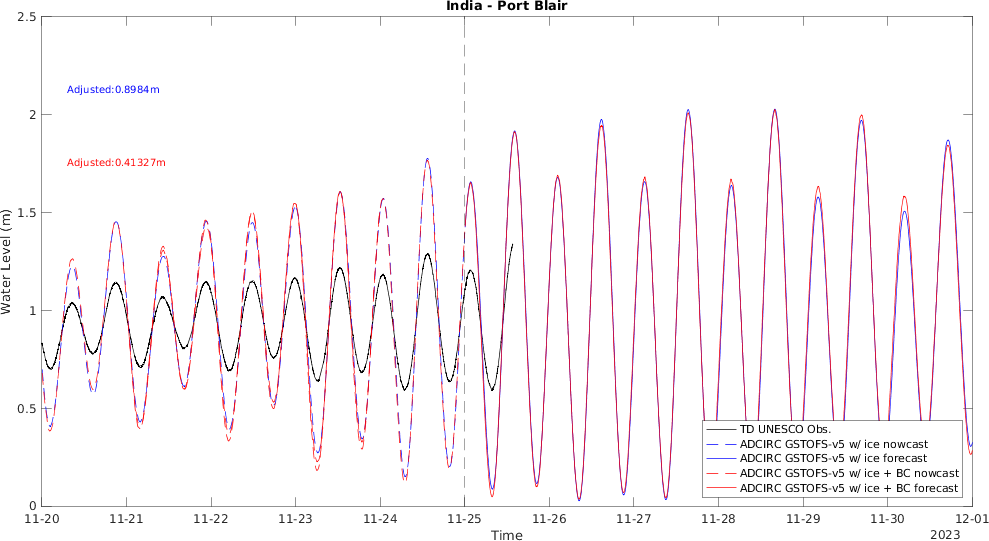 India - Port Blair
2.5
2
1.5
1
0.5
0
Water Level (m)
Adjusted:0.8984m
Adjusted:0.41327m
TD UNESCO Obs.
ADCIRC GSTOFS-v5 w/ ice nowcast
ADCIRC GSTOFS-v5 w/ ice forecast
ADCIRC GSTOFS-v5 w/ ice + BC nowcast
ADCIRC GSTOFS-v5 w/ ice + BC forecast
11-20 11-21 11-22 11-23 11-24 11-25 11-26 11-27 11-28 11-29 11-30 12-01
Time
2023